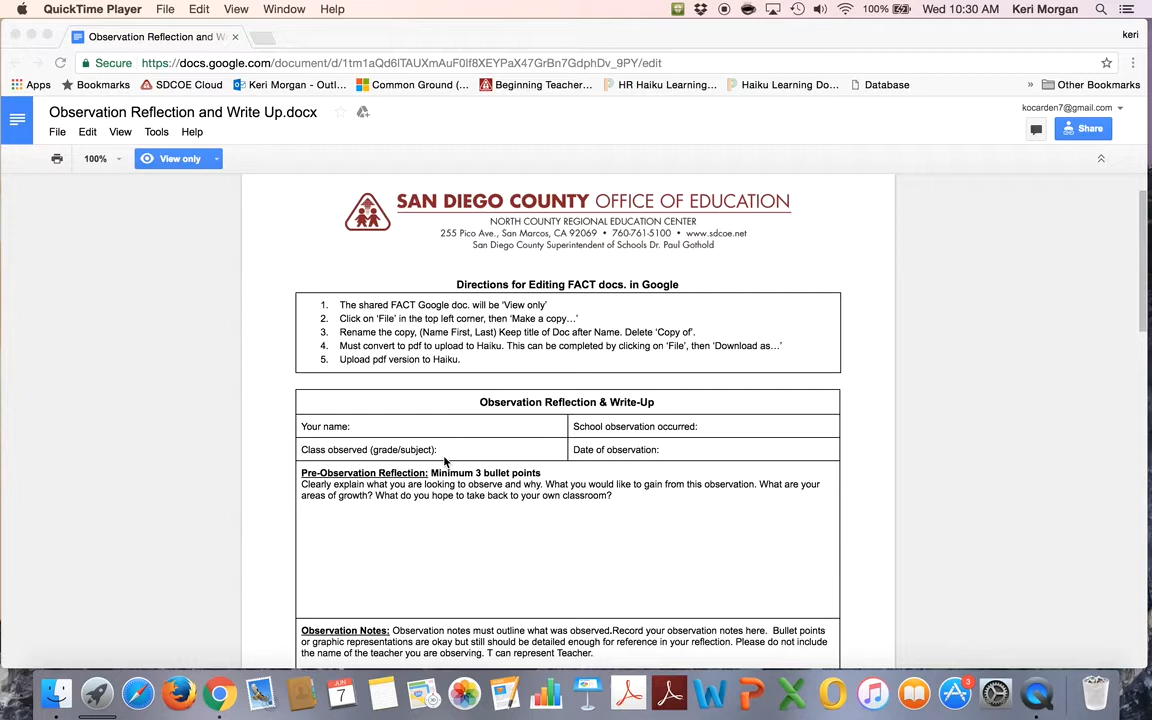 QuickTime Player File Edit View Window Help 100% Wed 10:30 AM Keri Morgan
Observation Reflection and W × keri
Secure https://docs.google.com/document/d/1tm1aQd6lTAUXmAuF0lf8XEYPaX47GrBn7GdphDv_9PY/edit
Apps Bookmarks SDCOE Cloud Keri Morgan - Outl... Common Ground (... Beginning Teacher... HR Haiku Learning... Haiku Learning Do... Database » Other Bookmarks
Observation Reflection and Write Up.docx
kocarden7@gmail.com
File Edit View Tools Help
Share
100% View only
SAN DIEGO COUNTY OFFICE OF EDUCATION
NORTH COUNTY REGIONAL EDUCATION CENTER
255 Pico Ave., San Marcos, CA 92069 • 760-761-5100 • www.sdcoe.net
San Diego County Superintendent of Schools Dr. Paul Gothold
Directions for Editing FACT docs. in Google
1. The shared FACT Google doc. will be ‘View only’
2. Click on ‘File’ in the top left corner, then ‘Make a copy…’
3. Rename the copy, (Name First, Last) Keep title of Doc after Name. Delete ‘Copy of’.
4. Must convert to pdf to upload to Haiku. This can be completed by clicking on ‘File’, then ‘Download as…’
5. Upload pdf version to Haiku.
Observation Reflection & Write-Up
Your name: School observation occurred:
Class observed (grade/subject): Date of observation:
Pre-Observation Reflection: Minimum 3 bullet points
Clearly explain what you are looking to observe and why. What you would like to gain from this observation. What are your
areas of growth? What do you hope to take back to your own classroom?
Observation Notes: Observation notes must outline what was observed.Record your observation notes here. Bullet points
or graphic representations are okay but still should be detailed enough for reference in your reflection. Please do not include
the name of the teacher you are observing. T can represent Teacher.
JUN
7
3